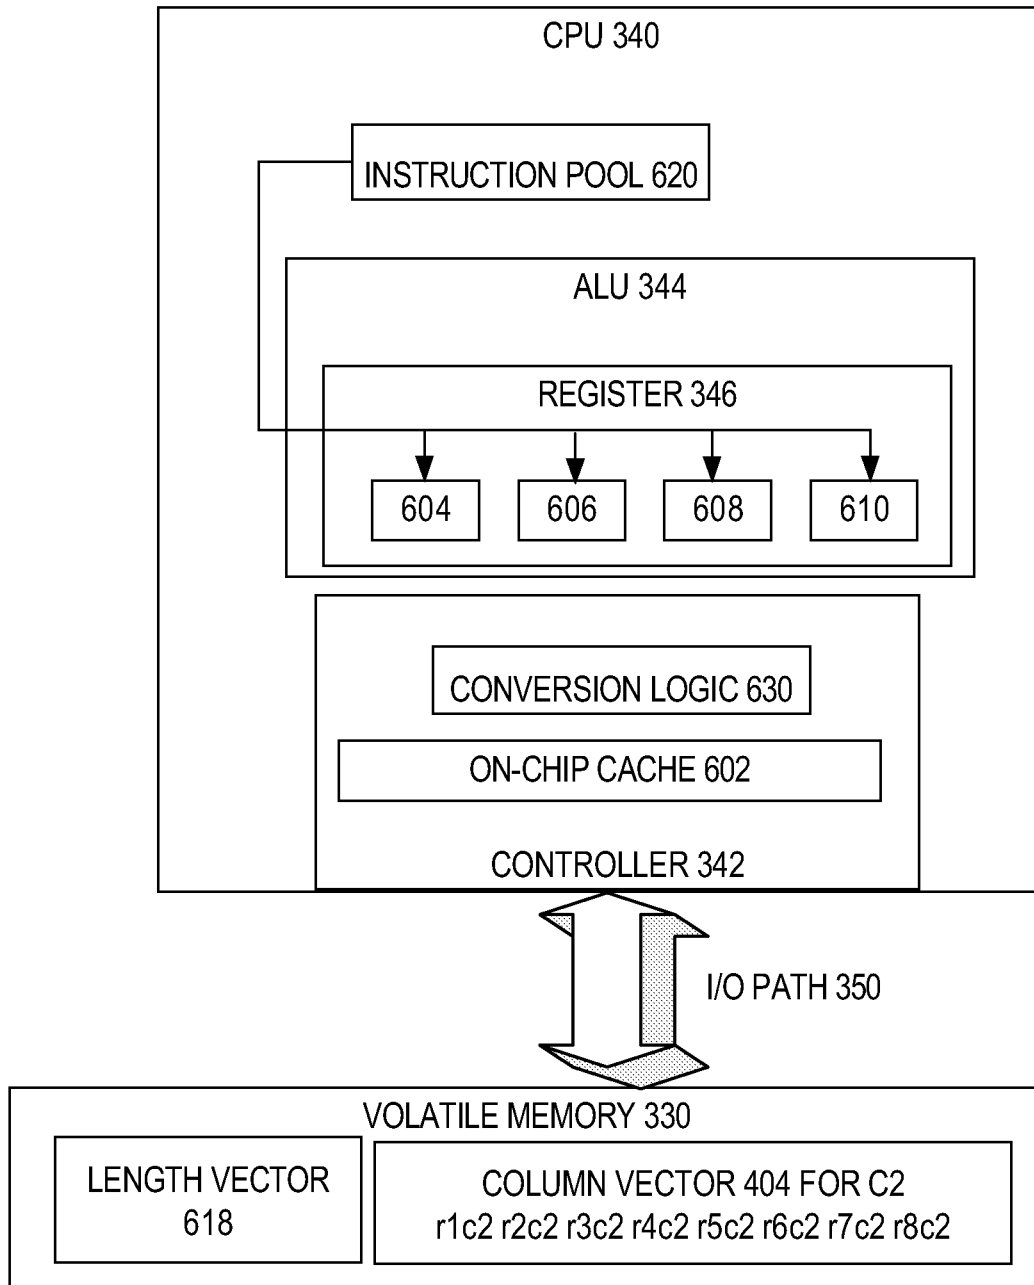 CPU 340
INSTRUCTION POOL 620
ALU 344
REGISTER 346
604 606 608 610
CONVERSION LOGIC 630
ON-CHIP CACHE 602
CONTROLLER 342
I/O PATH 350
VOLATILE MEMORY 330
LENGTH VECTOR
618
COLUMN VECTOR 404 FOR C2
r1c2 r2c2 r3c2 r4c2 r5c2 r6c2 r7c2 r8c2